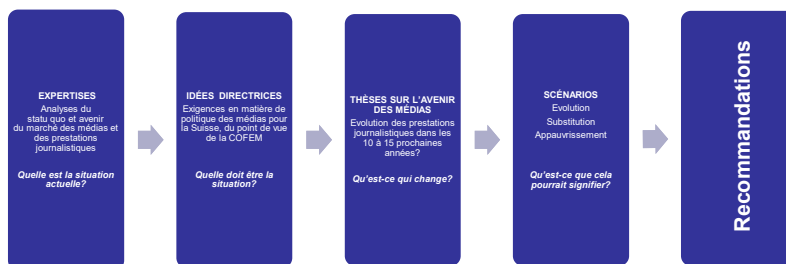 EXPERTISES
Analyses du
statu quo et avenir
du marché des médias et
des prestations
journalistiques
Quelle est la situation
actuelle?
IDÉES DIRECTRICES
Exigences en matière de
politique des médias pour
la Suisse, du point de vue
de la COFEM
Quelle doit être la
situation?
THÈSES SUR L'AVENIR
DES MÉDIAS
Evolution des prestations
journalistiques dans les
10 à 15 prochaines
années?
Qu'est-ce qui change?
SCÉNARIOS
Evolution
Substitution
Appauvrissement
Qu'est-ce que cela
pourrait signifier?
Recommandations